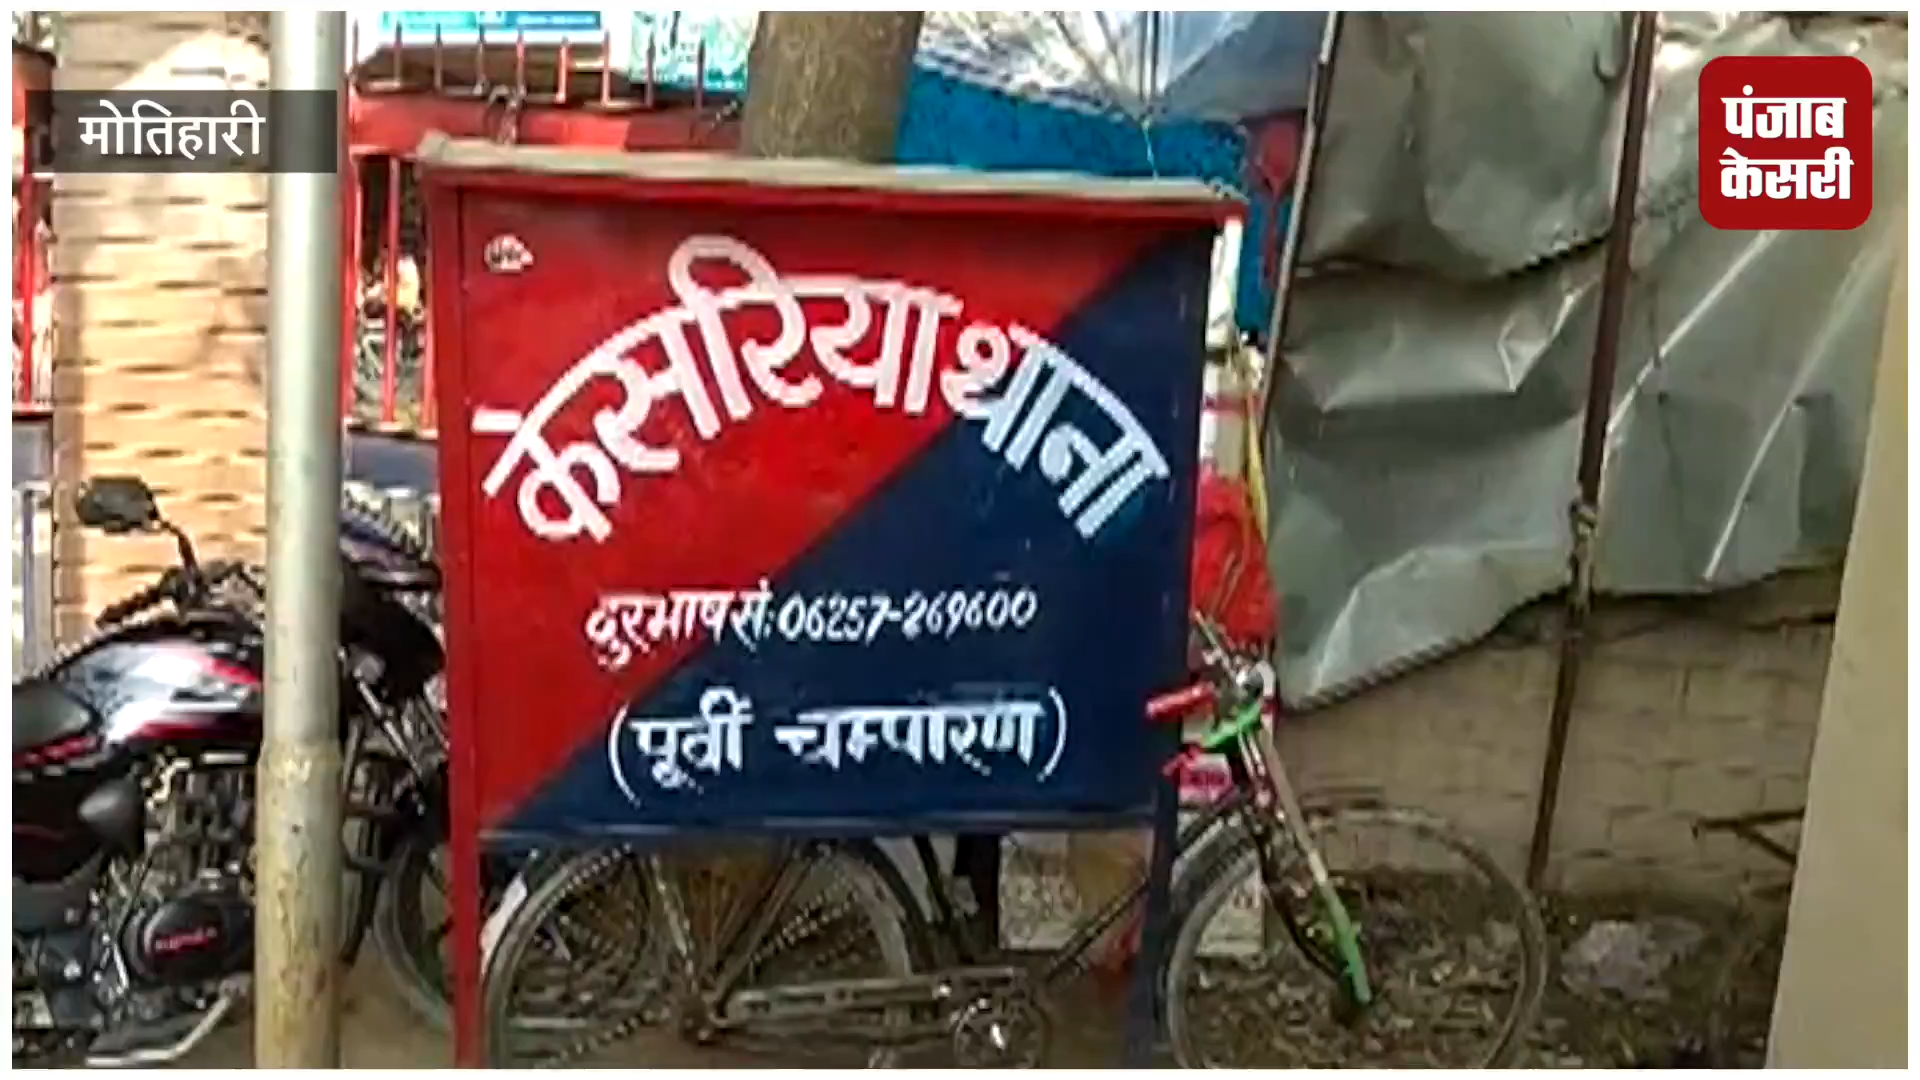 मोतिहारी
पंजाब
केसरी
केसरिया थाना
दुरभाष सं:06257-269600
(पूर्वी चम्पारण)